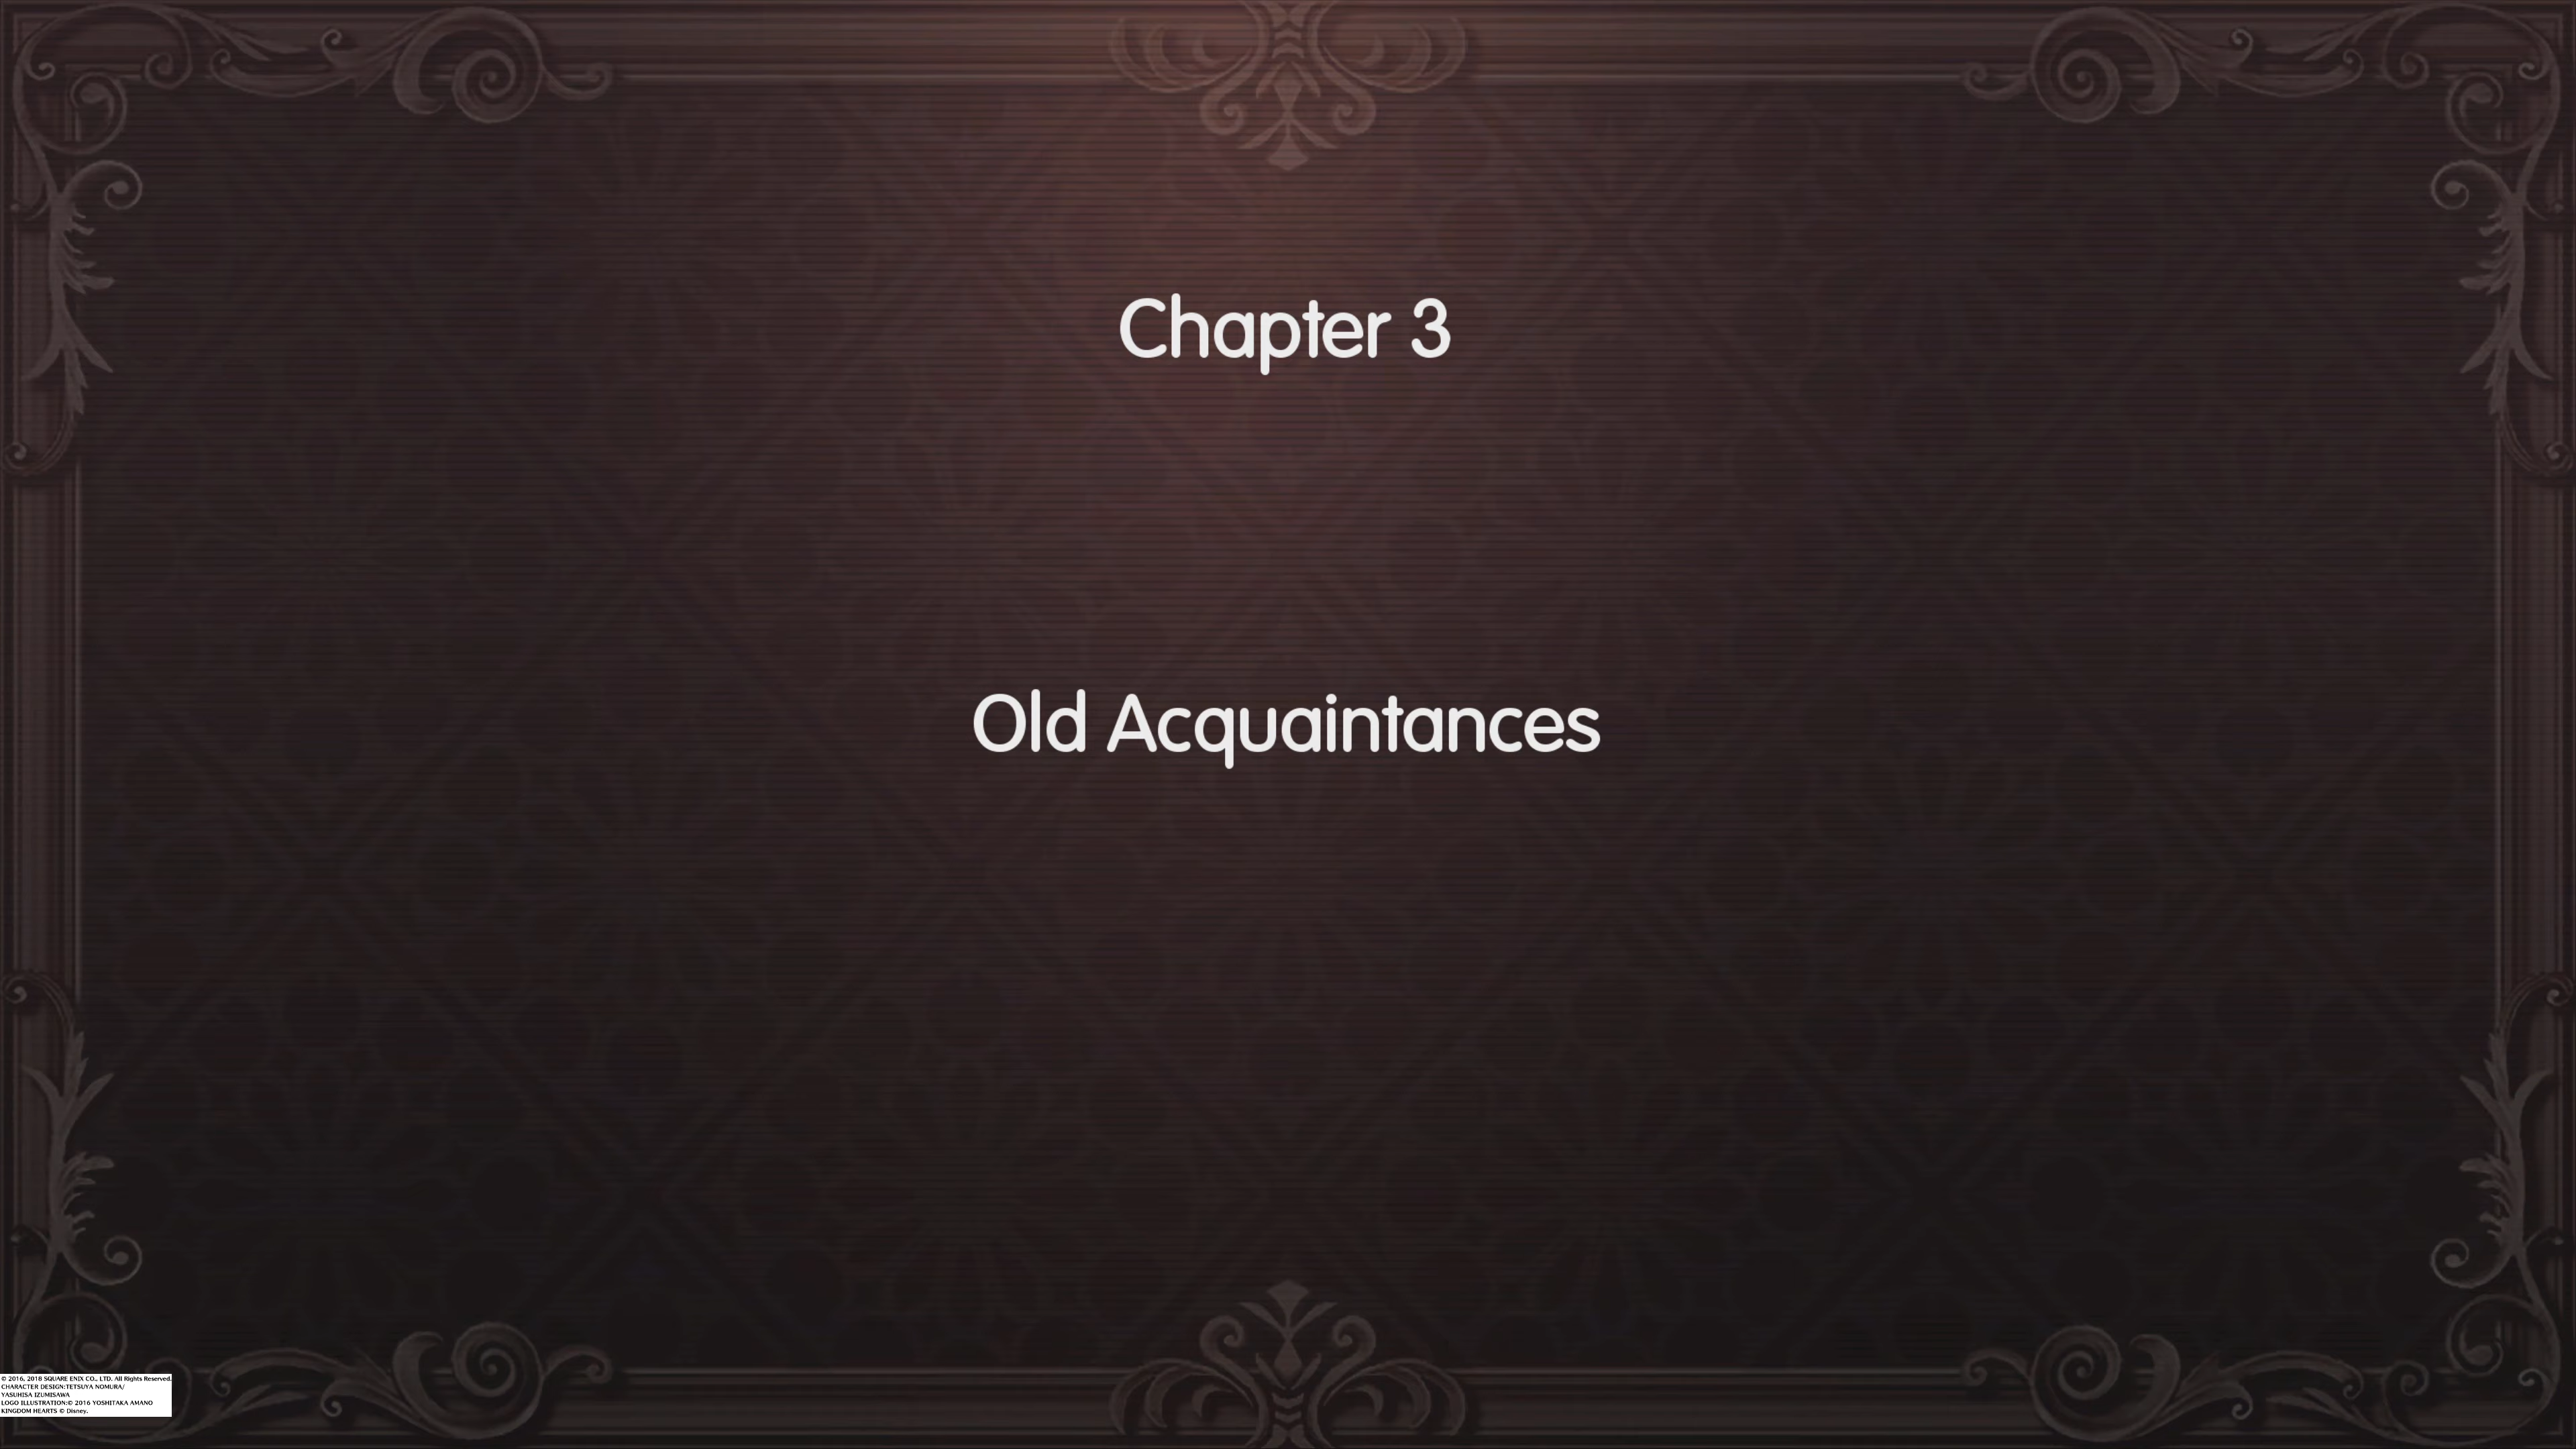 Chapter 3
Old Acquaintances
© 2016, 2018 SQUARE ENIX CO., LTD. All Rights Reserved.
CHARACTER DESIGN:TETSUYA NOMURA/
YASUHISA IZUMISAWA
LOGO ILLUSTRATION:© 2016 YOSHITAKA AMANO
KINGDOM HEARTS © Disney.